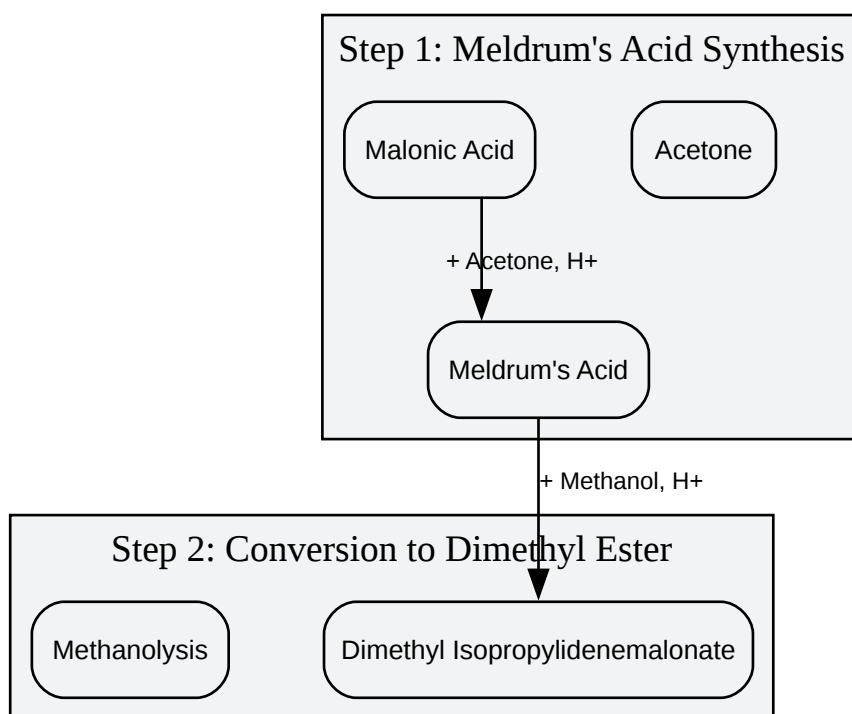 Step 1: Meldrum's Acid Synthesis
Malonic Acid
Acetone
+ Acetone, H+
Meldrum's Acid
+ Methanol, H+
Step 2: Conversion to Dimethyl Ester
Methanolysis
Dimethyl Isopropylidenemalonate